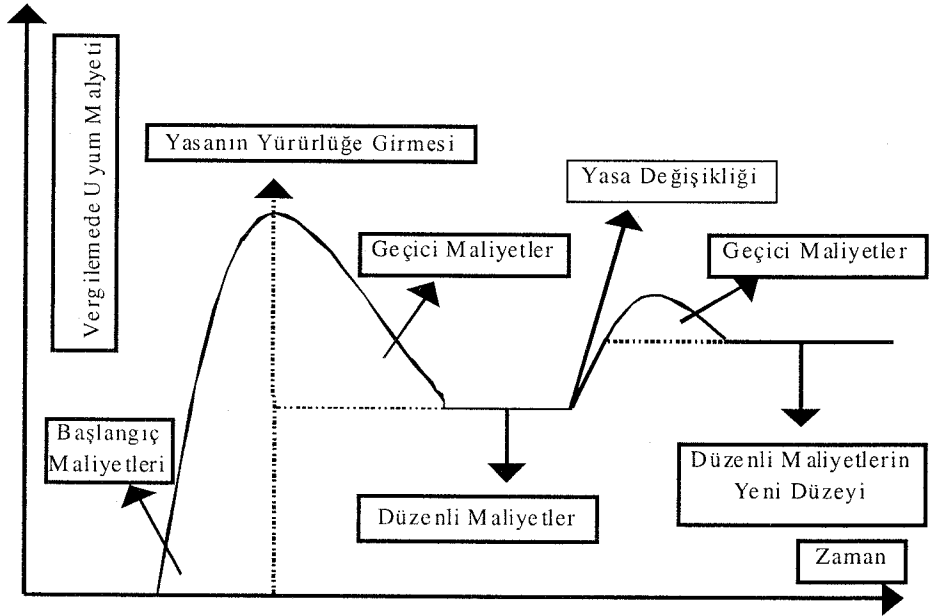 Vergilemede Uyum Malyeti
Yasanın Yürürlüğe Girmesi
Yasa Değişikliği
Geçici Maliyetler
Geçici Maliyetler
Başlangıç
Maliyetleri
Düzenli Maliyetler
Düzenli Maliyetlerin
Yeni Düzeyi
Zaman